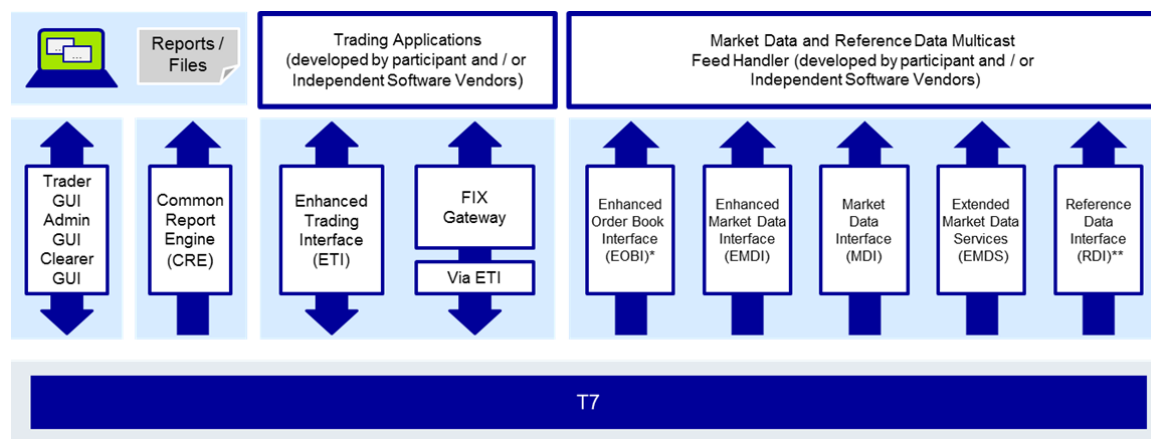 Reports /
Files
Trading Applications
(developed by participant and / or
Independent Software Vendors)
Market Data and Reference Data Multicast
Feed Handler (developed by participant and / or
Independent Software Vendors)
Trader
GUI
Admin
GUI
Clearer
GUI
Common
Report
Engine
(CRE)
Enhanced
Trading
Interface
(ETI)
FIX
Gateway
Via ETI
Enhanced
Order Book
Interface
(EOBI)*
Enhanced
Market Data
Interface
(EMDI)
Market
Data
Interface
(MDI)
Extended
Market Data
Services
(EMDS)
Reference
Data
Interface
(RDI)**
T7